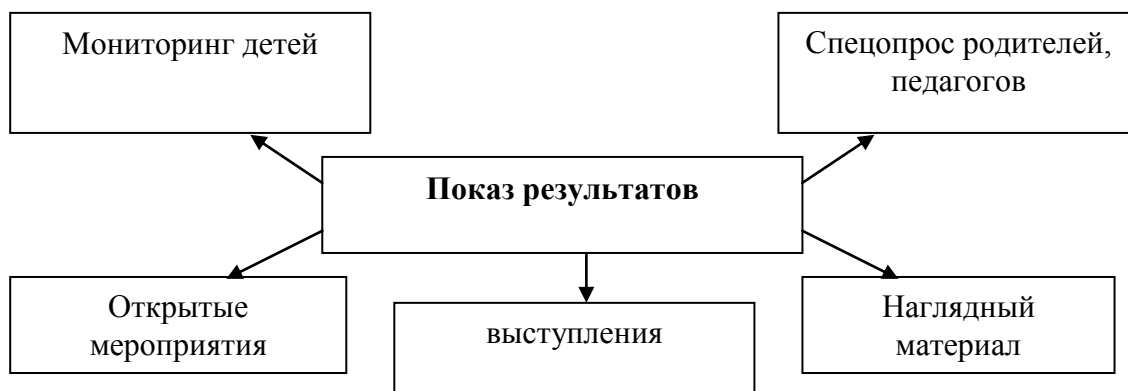 Мониторинг детей
Спецопрос родителей,
педагогов
Показ результатов
Открытые
мероприятия
выступления
Наглядный
материал